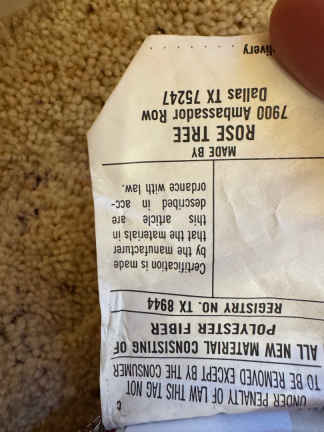 UNDER PENALTY OF LAW THIS TAG NOT
TO BE REMOVED EXCEPT BY THE CONSUMER
ALL NEW MATERIAL CONSISTING OF
POLYESTER FIBER
REGISTRY NO. TX 8944
Certification is made
by the manufacturer
that the materials in
this article are
described in acc-
ordance with law.
MADE BY
ROSE TREE
7900 Ambassador Row
Dallas TX 75247